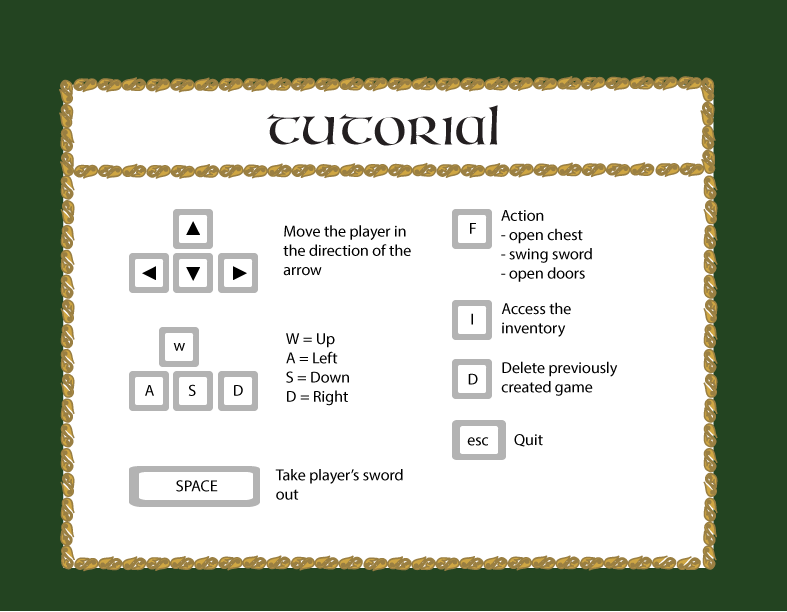 TUTORIAL
▲
◀ ▼ ▶
Move the player in
the direction of the
arrow
w
A S D
W = Up
A = Left
S = Down
D = Right
SPACE
Take player’s sword
out
F
Action
- open chest
- swing sword
- open doors
I
Access the
inventory
D
Delete previously
created game
esc
Quit